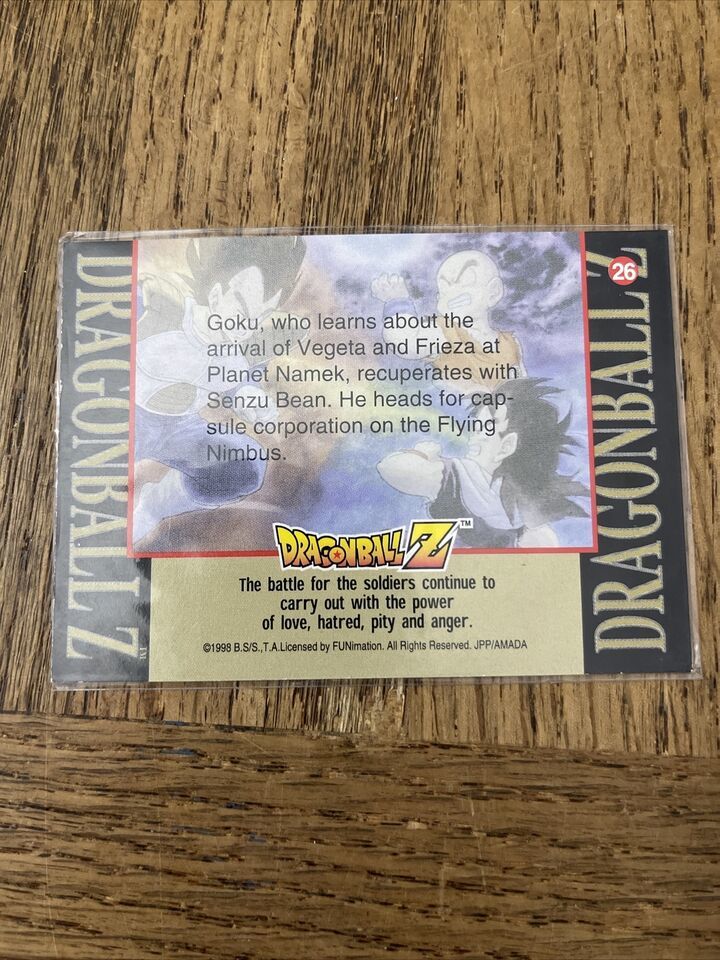 DRAGONBALL Z
TM
26
Goku, who learns about the
arrival of Vegeta and Frieza at
Planet Namek, recuperates with
Senzu Bean. He heads for cap-
sule corporation on the Flying
Nimbus.
DRAGONBALL Z
DRAGONBALL Z TM
The battle for the soldiers continue to
carry out with the power
of love, hatred, pity and anger.
©1998 B.S/S.,T.A.Licensed by FUNimation. All Rights Reserved. JPP/AMADA